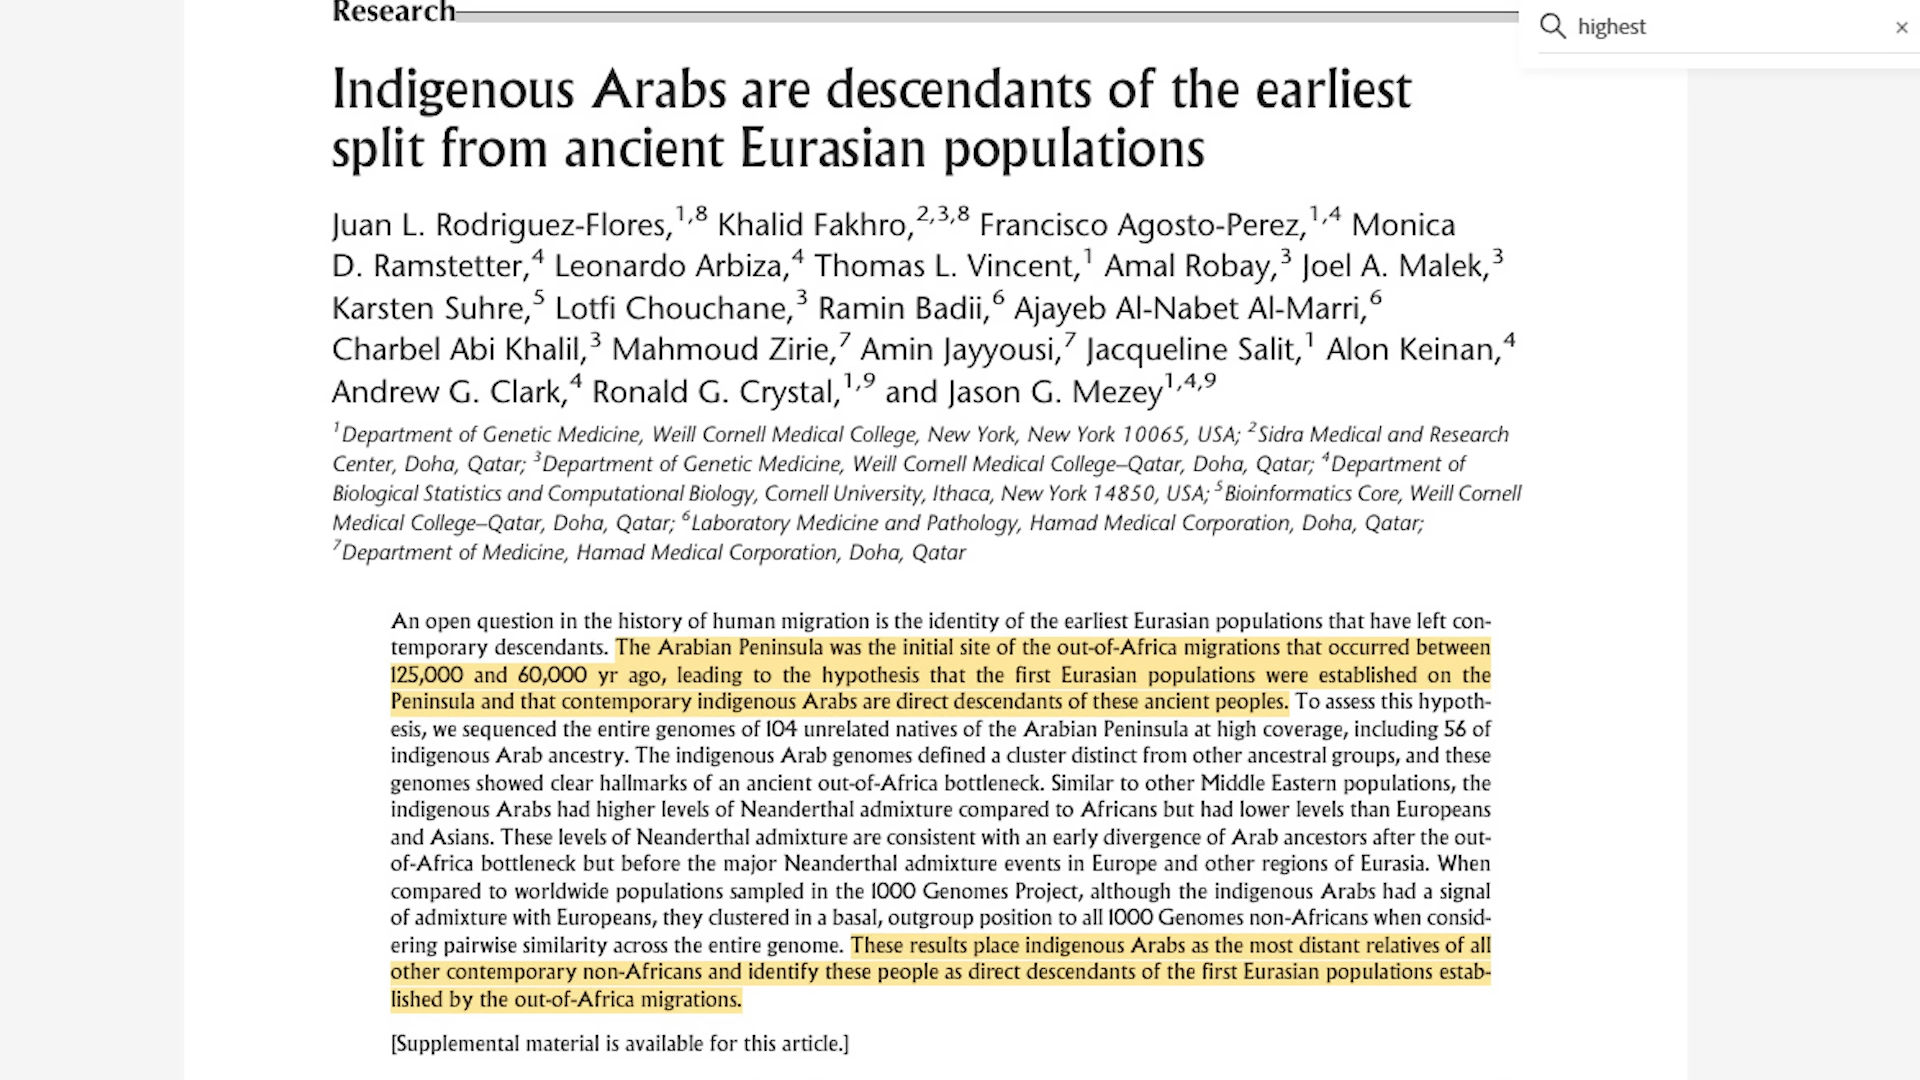 Research
highest
×
Indigenous Arabs are descendants of the earliest
split from ancient Eurasian populations
Juan L. Rodriguez-Flores,1,8 Khalid Fakhro,2,3,8 Francisco Agosto-Perez,1,4 Monica
D. Ramstetter,4 Leonardo Arbiza,4 Thomas L. Vincent,1 Amal Robay,3 Joel A. Malek,3
Karsten Suhre,5 Lotfi Chouchane,3 Ramin Badii,6 Ajayeb Al-Nabet Al-Marri,6
Charbel Abi Khalil,3 Mahmoud Zirie,7 Amin Jayyousi,7 Jacqueline Salit,1 Alon Keinan,4
Andrew G. Clark,4 Ronald G. Crystal,1,9 and Jason G. Mezey1,4,9
1Department of Genetic Medicine, Weill Cornell Medical College, New York, New York 10065, USA; 2Sidra Medical and Research
Center, Doha, Qatar; 3Department of Genetic Medicine, Weill Cornell Medical College–Qatar, Doha, Qatar; 4Department of
Biological Statistics and Computational Biology, Cornell University, Ithaca, New York 14850, USA; 5Bioinformatics Core, Weill Cornell
Medical College–Qatar, Doha, Qatar; 6Laboratory Medicine and Pathology, Hamad Medical Corporation, Doha, Qatar;
7Department of Medicine, Hamad Medical Corporation, Doha, Qatar
An open question in the history of human migration is the identity of the earliest Eurasian populations that have left con-
temporary descendants. The Arabian Peninsula was the initial site of the out-of-Africa migrations that occurred between
125,000 and 60,000 yr ago, leading to the hypothesis that the first Eurasian populations were established on the
Peninsula and that contemporary indigenous Arabs are direct descendants of these ancient peoples. To assess this hypoth-
esis, we sequenced the entire genomes of 104 unrelated natives of the Arabian Peninsula at high coverage, including 56 of
indigenous Arab ancestry. The indigenous Arab genomes defined a cluster distinct from other ancestral groups, and these
genomes showed clear hallmarks of an ancient out-of-Africa bottleneck. Similar to other Middle Eastern populations, the
indigenous Arabs had higher levels of Neanderthal admixture compared to Africans but had lower levels than Europeans
and Asians. These levels of Neanderthal admixture are consistent with an early divergence of Arab ancestors after the out-
of-Africa bottleneck but before the major Neanderthal admixture events in Europe and other regions of Eurasia. When
compared to worldwide populations sampled in the 1000 Genomes Project, although the indigenous Arabs had a signal
of admixture with Europeans, they clustered in a basal, outgroup position to all 1000 Genomes non-Africans when consid-
ering pairwise similarity across the entire genome. These results place indigenous Arabs as the most distant relatives of all
other contemporary non-Africans and identify these people as direct descendants of the first Eurasian populations estab-
lished by the out-of-Africa migrations.
[Supplemental material is available for this article.]